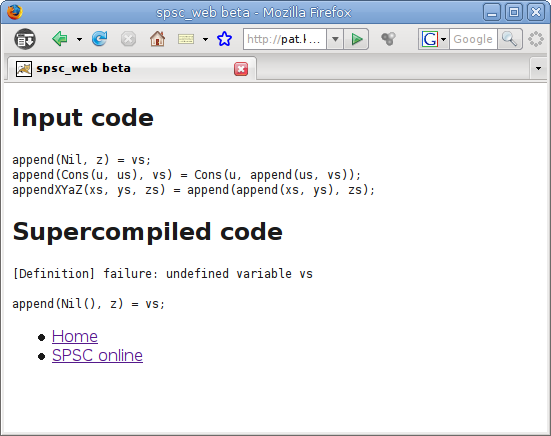 spsc_web beta - Mozilla Firefox
http://pat.k...
Google
spsc_web beta
Input code
append(Nil, z) = vs;
append(Cons(u, us), vs) = Cons(u, append(us, vs));
appendXYaZ(xs, ys, zs) = append(append(xs, ys), zs);
Supercompiled code
[Definition] failure: undefined variable vs
append(Nil(), z) = vs;
Home
SPSC online